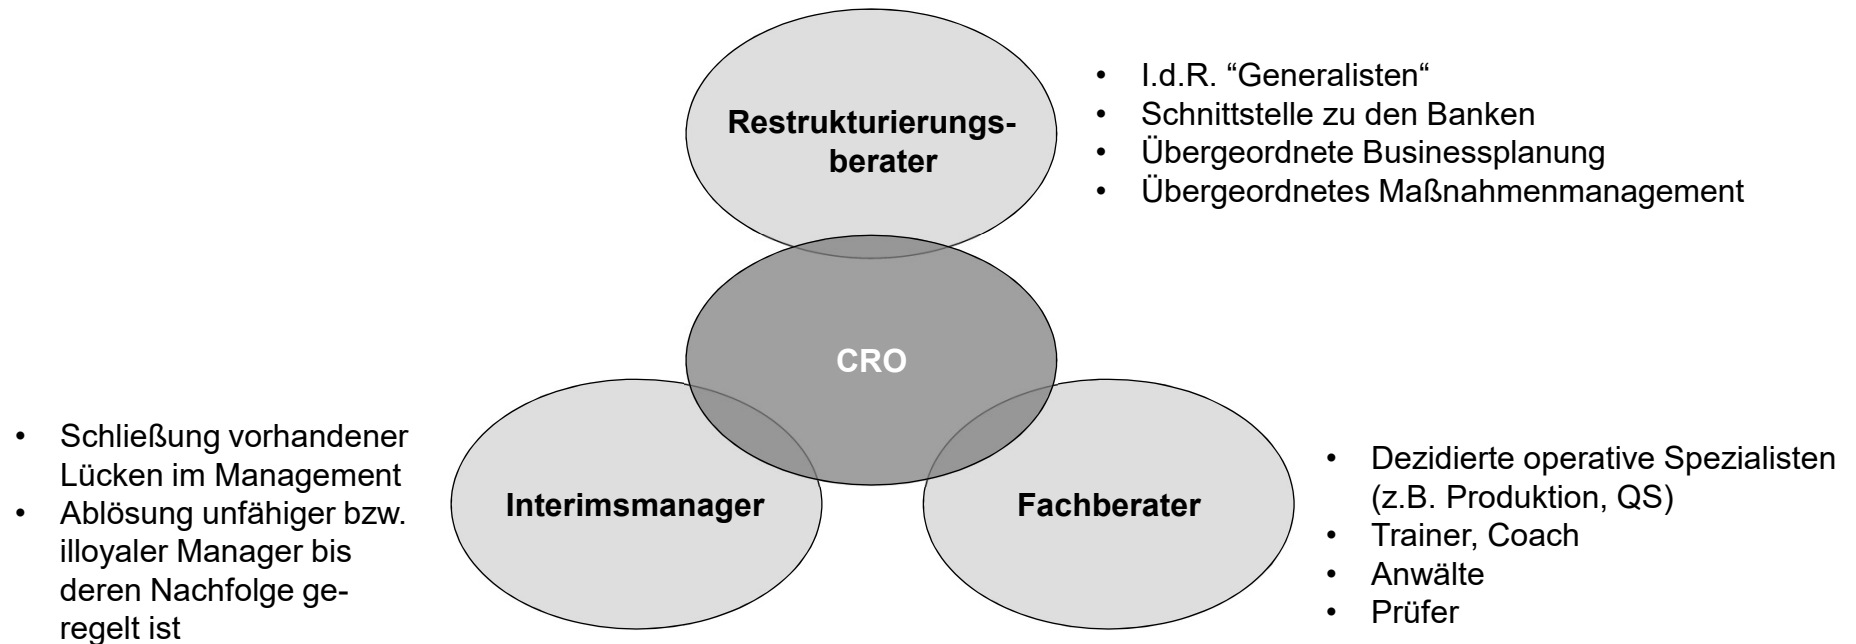 Restrukturierungs-
berater
• I.d.R. “Generalisten“
• Schnittstelle zu den Banken
• Übergeordnete Businessplanung
• Übergeordnetes Maßnahmenmanagement
CRO
• Schließung vorhandener
Lücken im Management
• Ablösung unfähiger bzw.
illoyaler Manager bis
deren Nachfolge ge-
regelt ist
Interimsmanager
Fachberater
• Dezidierte operative Spezialisten
(z.B. Produktion, QS)
• Trainer, Coach
• Anwälte
• Prüfer